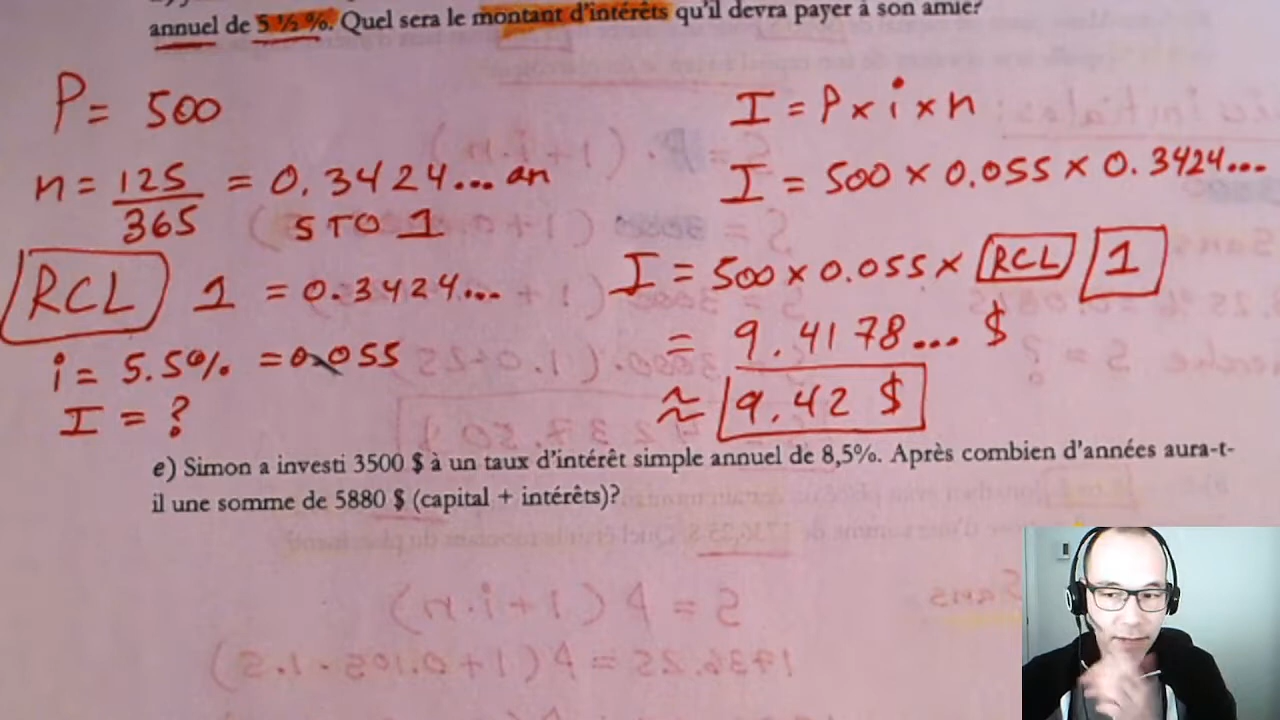 annuel de 5 ½ %. Quel sera le montant d'intérêts qu'il devra payer à son amie?
P = 500
n = 125/365 = 0.3424... an
STO 1
RCL 1 = 0.3424...
i = 5.5% = 0.055
I = ?
I = P x i x n
I = 500 x 0.055 x 0.3424...
I = 500 x 0.055 x RCL 1
= 9.4178... $
≈ 9.42 $
e) Simon a investi 3500 $ à un taux d'intérêt simple annuel de 8,5%. Après combien d'années aura-t-
il une somme de 5880 $ (capital + intérêts)?